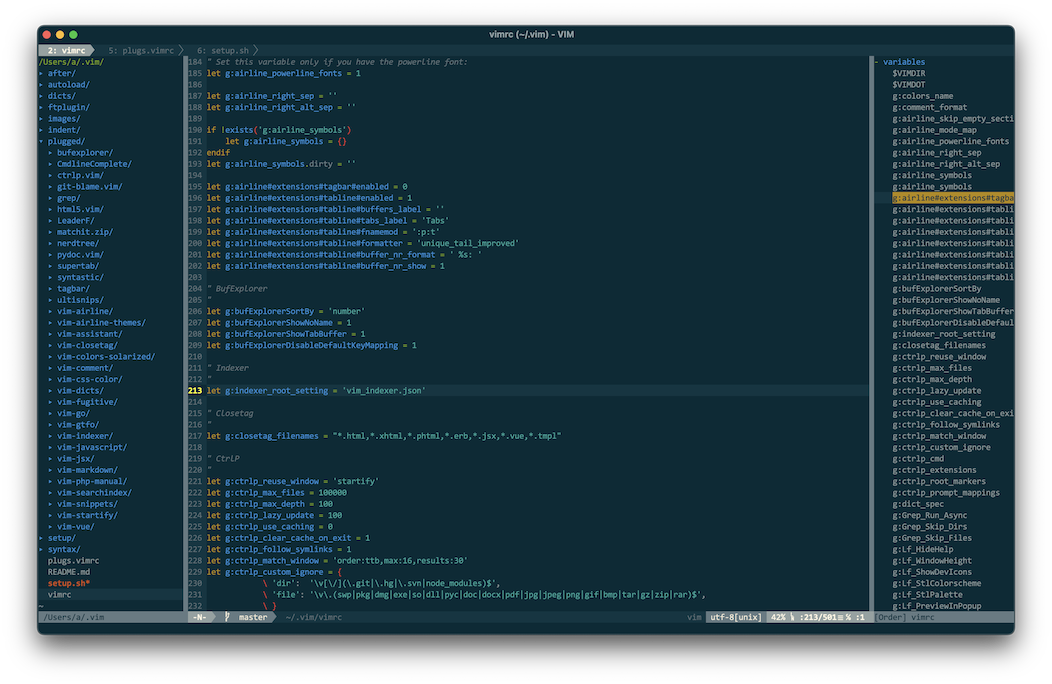 vimrc (~/.vim) - VIM
2: vimrc  5: plugs.vimrc  6: setup.sh
/Users/a/.vim/
▸ after/
▸ autoload/
▸ dicts/
▸ ftplugin/
▸ images/
▸ indent/
▾ plugged/
▸ bufexplorer/
▸ CmdlineComplete/
▸ ctrlp.vim/
▸ git-blame.vim/
▸ grep/
▸ html5.vim/
▸ LeaderF/
▸ matchit.zip/
▸ nerdtree/
▸ pydoc.vim/
▸ supertab/
▸ syntastic/
▸ tagbar/
▸ ultisnips/
▸ vim-airline/
▸ vim-airline-themes/
▸ vim-assistant/
▸ vim-closetag/
▸ vim-colors-solarized/
▸ vim-comment/
▸ vim-css-color/
▸ vim-dicts/
▸ vim-fugitive/
▸ vim-go/
▸ vim-gtfo/
▸ vim-indexer/
▸ vim-javascript/
▸ vim-jsx/
▸ vim-markdown/
▸ vim-php-manual/
▸ vim-searchindex/
▸ vim-snippets/
▸ vim-startify/
▸ vim-vue/
▸ setup/
▸ syntax/
plugs.vimrc
README.md
setup.sh*
vimrc
~
184 " Set this variable only if you have the powerline font:
185 let g:airline_powerline_fonts = 1
186
187 let g:airline_right_sep = ''
188 let g:airline_right_alt_sep = ''
189
190 if !exists('g:airline_symbols')
191     let g:airline_symbols = {}
192 endif
193 let g:airline_symbols.dirty = ''
194
195 let g:airline#extensions#tagbar#enabled = 0
196 let g:airline#extensions#tabline#enabled = 1
197 let g:airline#extensions#tabline#buffers_label = ''
198 let g:airline#extensions#tabline#tabs_label = 'Tabs'
199 let g:airline#extensions#tabline#fnamemod = ':p:t'
200 let g:airline#extensions#tabline#formatter = 'unique_tail_improved'
201 let g:airline#extensions#tabline#buffer_nr_format = ' %s: '
202 let g:airline#extensions#tabline#buffer_nr_show = 1
203
204 " BufExplorer
205 "
206 let g:bufExplorerSortBy = 'number'
207 let g:bufExplorerShowNoName = 1
208 let g:bufExplorerShowTabBuffer = 1
209 let g:bufExplorerDisableDefaultKeyMapping = 1
210
211 " Indexer
212 "
213 let g:indexer_root_setting = 'vim_indexer.json'
214
215 " Closetag
216 "
217 let g:closetag_filenames = "*.html,*.xhtml,*.phtml,*.erb,*.jsx,*.vue,*.tmpl"
218
219 " CtrlP
220 "
221 let g:ctrlp_reuse_window = 'startify'
222 let g:ctrlp_max_files = 100000
223 let g:ctrlp_max_depth = 100
224 let g:ctrlp_lazy_update = 100
225 let g:ctrlp_use_caching = 0
226 let g:ctrlp_clear_cache_on_exit = 1
227 let g:ctrlp_follow_symlinks = 1
228 let g:ctrlp_match_window = 'order:ttb,max:16,results:30'
229 let g:ctrlp_custom_ignore = {
230             \ 'dir':  '\v[\/](\.git|\.hg|\.svn|node_modules)$',
231             \ 'file': '\v\.(swp|pkg|dmg|exe|so|dll|pyc|doc|docx|pdf|jpg|jpeg|png|gif|bmp|tar|gz|zip|rar)$',
232             \ }
- variables
$VIMDIR
$VIMDOT
g:colors_name
g:comment_format
g:airline_skip_empty_secti
g:airline_mode_map
g:airline_powerline_fonts
g:airline_right_sep
g:airline_right_alt_sep
g:airline_symbols
g:airline_symbols
g:airline#extensions#tagba
g:airline#extensions#tabli
g:airline#extensions#tabli
g:airline#extensions#tabli
g:airline#extensions#tabli
g:airline#extensions#tabli
g:airline#extensions#tabli
g:airline#extensions#tabli
g:bufExplorerSortBy
g:bufExplorerShowNoName
g:bufExplorerShowTabBuffer
g:bufExplorerDisableDefaul
g:indexer_root_setting
g:closetag_filenames
g:ctrlp_reuse_window
g:ctrlp_max_files
g:ctrlp_max_depth
g:ctrlp_lazy_update
g:ctrlp_use_caching
g:ctrlp_clear_cache_on_exi
g:ctrlp_follow_symlinks
g:ctrlp_match_window
g:ctrlp_custom_ignore
g:ctrlp_cmd
g:ctrlp_extensions
g:ctrlp_root_markers
g:ctrlp_prompt_mappings
g:dict_spec
g:Grep_Run_Async
g:Grep_Skip_Dirs
g:Grep_Skip_Files
g:Lf_HideHelp
g:Lf_WindowHeight
g:Lf_ShowDevIcons
g:Lf_StlColorscheme
g:Lf_StlPalette
g:Lf_PreviewInPopup
/Users/a/.vim  -N-  master  ~/.vim/vimrc  vim  utf-8[unix]  42% :213/501≡ % :1  [Order] vimrc